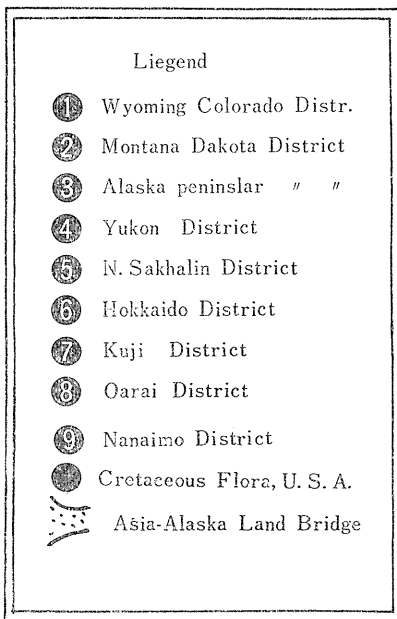 Liegend
1 Wyoming Colorado Distr.
2 Montana Dakota District
3 Alaska peninslar 〃 〃
4 Yukon District
5 N. Sakhalin District
6 Hokkaido District
7 Kuji District
8 Oarai District
9 Nanaimo District
Cretaceous Flora, U. S. A.
Asia-Alaska Land Bridge